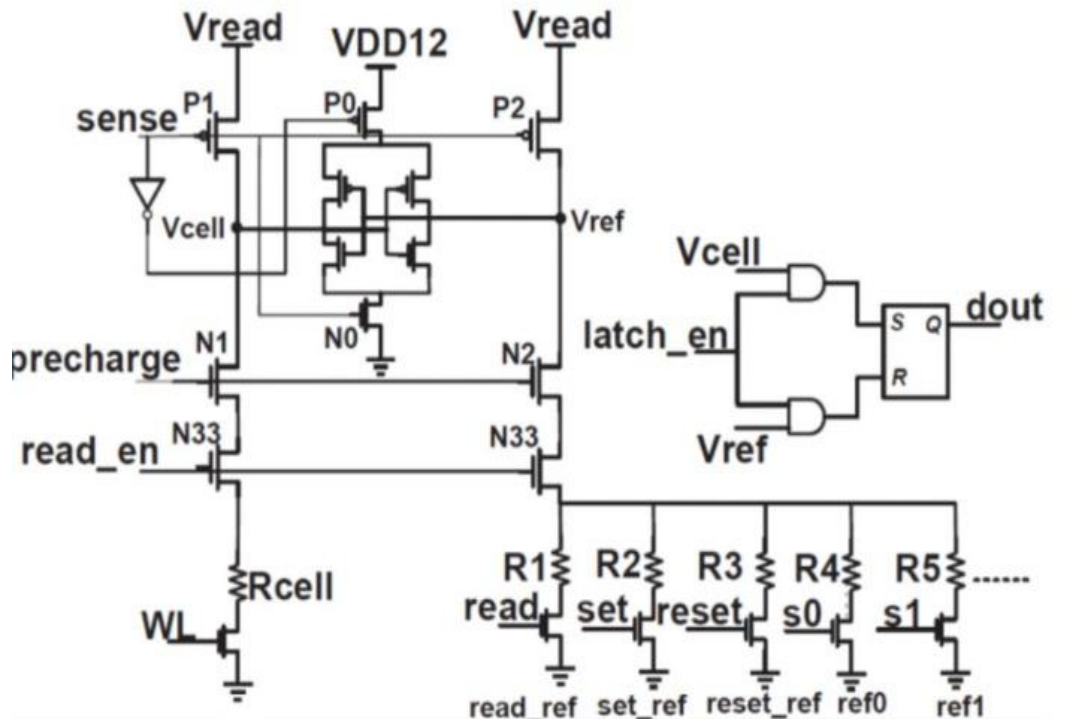 Vread
VDD12
Vread
P1
P0
P2
sense
Vcell
Vref
Vcell
latch_en
S Q
dout
R
Vref
N0
N1
N2
precharge
N33
N33
read_en
Rcell
WL
R1
R2
R3
R4
R5
......
read
set
reset
s0
s1
read_ref
set_ref
reset_ref
ref0
ref1